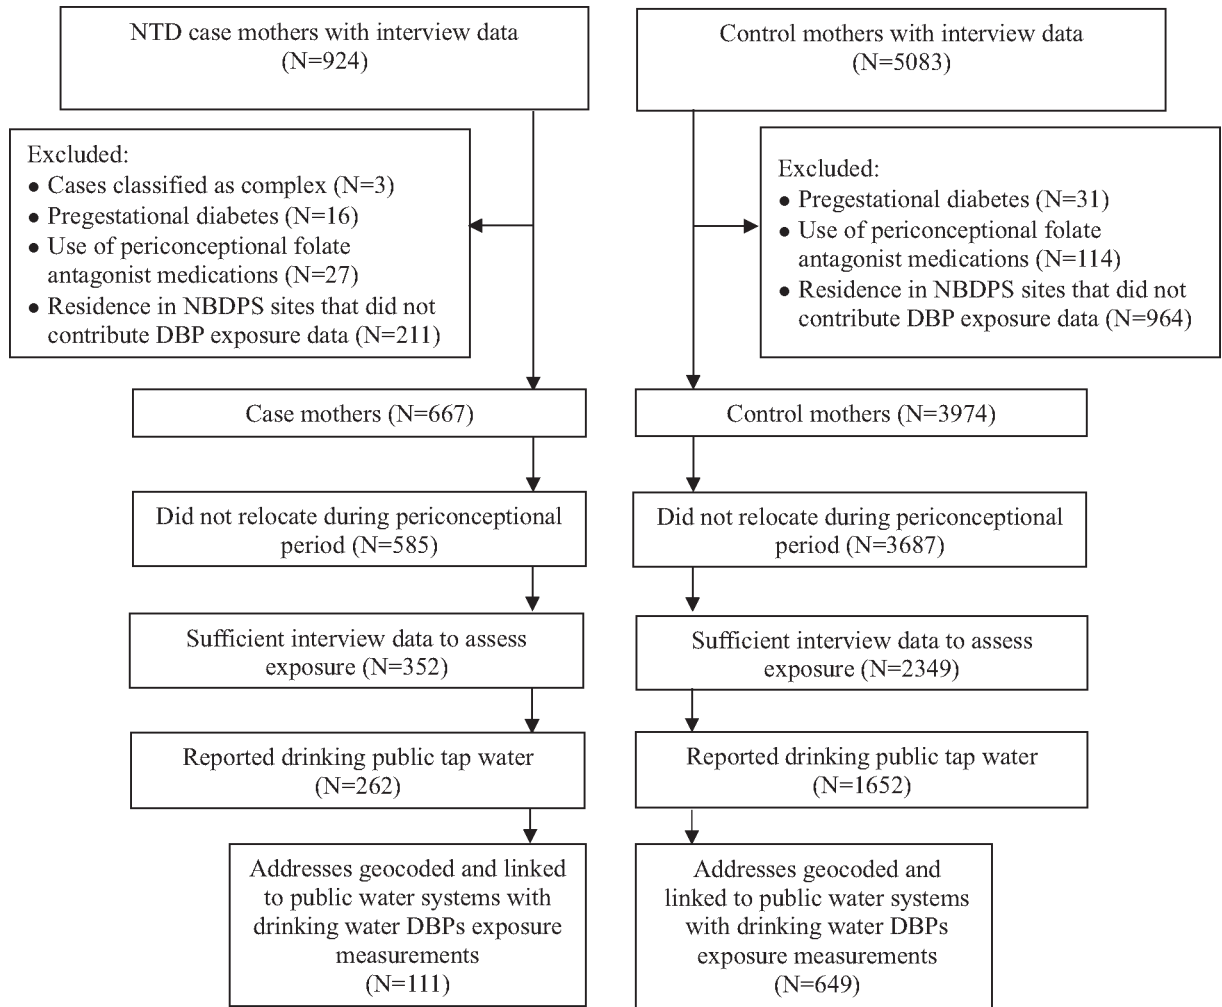 NTD case mothers with interview data
(N=924)
Control mothers with interview data
(N=5083)
Excluded:
● Cases classified as complex (N=3)
● Pregestational diabetes (N=16)
● Use of periconceptional folate
antagonist medications (N=27)
● Residence in NBDPS sites that did not
contribute DBP exposure data (N=211)
Excluded:
● Pregestational diabetes (N=31)
● Use of periconceptional folate
antagonist medications (N=114)
● Residence in NBDPS sites that did not
contribute DBP exposure data (N=964)
Case mothers (N=667)
Control mothers (N=3974)
Did not relocate during periconceptional
period (N=585)
Did not relocate during periconceptional
period (N=3687)
Sufficient interview data to assess
exposure (N=352)
Sufficient interview data to assess
exposure (N=2349)
Reported drinking public tap water
(N=262)
Reported drinking public tap water
(N=1652)
Addresses geocoded and linked
to public water systems with
drinking water DBPs exposure
measurements
(N=111)
Addresses geocoded and
linked to public water systems
with drinking water DBPs
exposure measurements
(N=649)